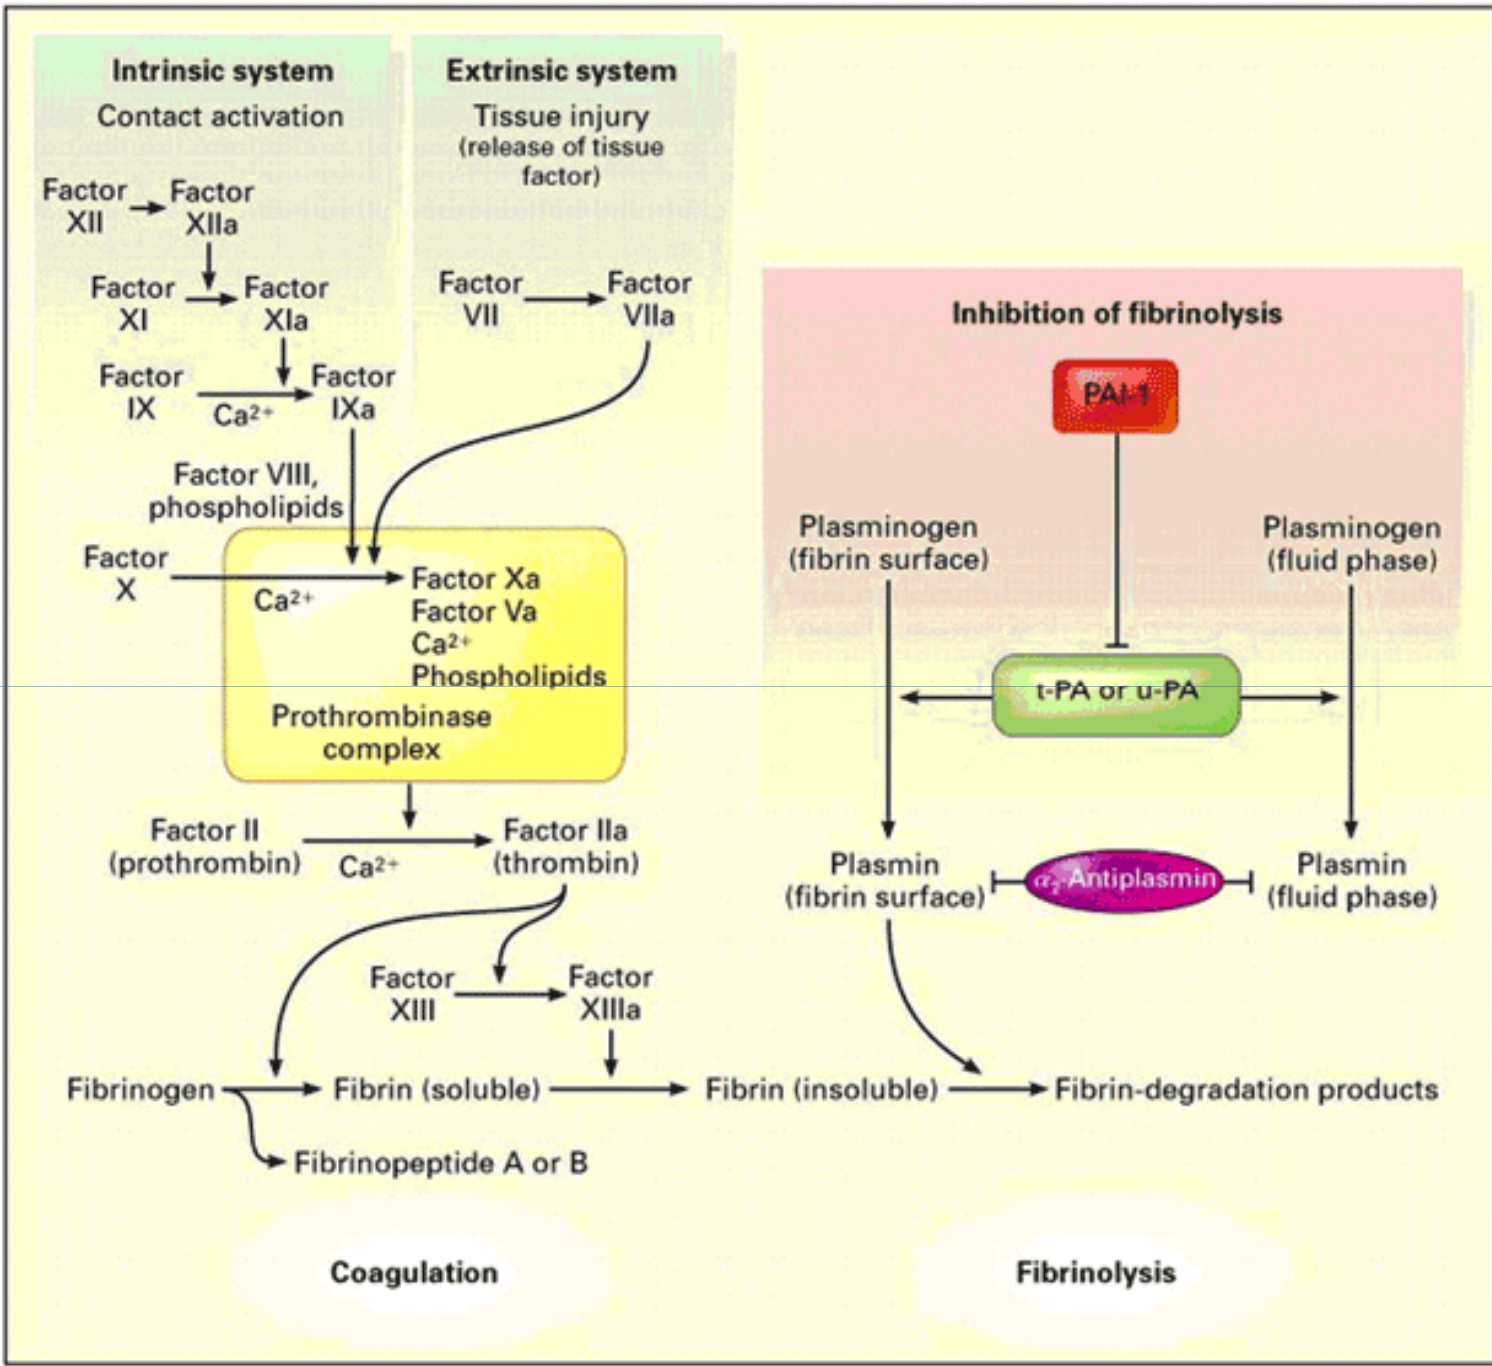 Intrinsic system
Contact activation
Factor XII
Factor XIIa
Factor XI
Factor XIa
Factor IX
Ca²⁺
Factor IXa
Factor VIII,
phospholipids
Extrinsic system
Tissue injury
(release of tissue
factor)
Factor VII
Factor VIIa
Factor X
Ca²⁺
Factor Xa
Factor Va
Ca²⁺
Phospholipids
Prothrombinase
complex
Factor II
(prothrombin)
Ca²⁺
Factor IIa
(thrombin)
Factor XIII
Factor XIIIa
Fibrinogen
Fibrin (soluble)
Fibrin (insoluble)
Fibrin-degradation products
Fibrinopeptide A or B
Coagulation
Inhibition of fibrinolysis
PAI-1
Plasminogen
(fibrin surface)
Plasminogen
(fluid phase)
t-PA or u-PA
Plasmin
(fibrin surface)
α₂-Antiplasmin
Plasmin
(fluid phase)
Fibrinolysis